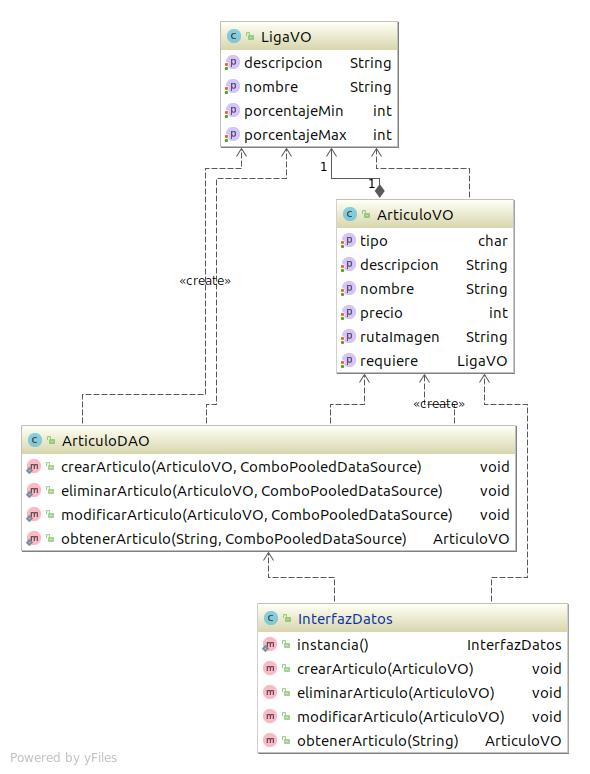 LigaVO
descripcion String
nombre String
porcentajeMin int
porcentajeMax int
1
1
ArticuloVO
tipo char
descripcion String
nombre String
precio int
rutaImagen String
requiere LigaVO
«create»
«create»
ArticuloDAO
crearArticulo(ArticuloVO, ComboPooledDataSource) void
eliminarArticulo(ArticuloVO, ComboPooledDataSource) void
modificarArticulo(ArticuloVO, ComboPooledDataSource) void
obtenerArticulo(String, ComboPooledDataSource) ArticuloVO
InterfazDatos
instancia() InterfazDatos
crearArticulo(ArticuloVO) void
eliminarArticulo(ArticuloVO) void
modificarArticulo(ArticuloVO) void
obtenerArticulo(String) ArticuloVO
Powered by yFiles